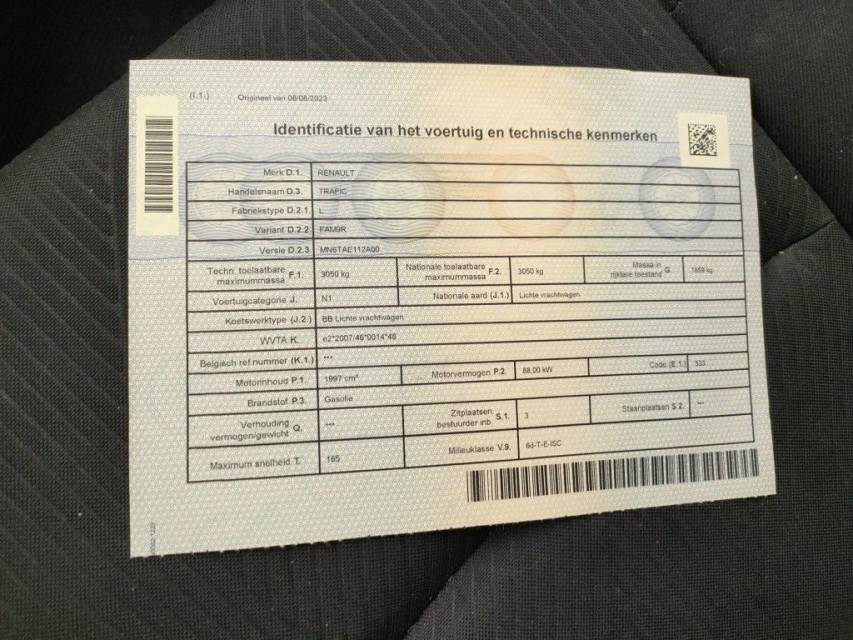 (I.1.) Origineel van 08/06/2023
Identificatie van het voertuig en technische kenmerken
Merk D.1. RENAULT
Handelsnaam D.3. TRAFIC
Fabriekstype D.2.1. L
Variant D.2.2. FAM9R
Versie D.2.3. MN6TAE112A00
Techn. toelaatbare maximummassa F.1. 3050 kg Nationale toelaatbare maximummassa F.2. 3050 kg Massa in rijklare toestand G. 1869 kg
Voertuigcategorie J. N1 Nationale aard (J.1.) Lichte vrachtwagen
Koetswerktype (J.2.) BB Lichte vrachtwagen
WVTA K. e2*2007/46*0014*48
Belgisch ref.nummer (K.1.) ***
Motorinhoud P.1. 1997 cm³ Motorvermogen P.2. 88,00 kW Code (E.1.) 533
Brandstof P.3. Gasolie
Verhouding vermogen/gewicht Q. *** Zitplaatsen bestuurder inb. S.1. 3 Staanplaatsen S.2. ***
Maximum snelheid T. 165 Milieuklasse V.9. 6d-T-E-ISC